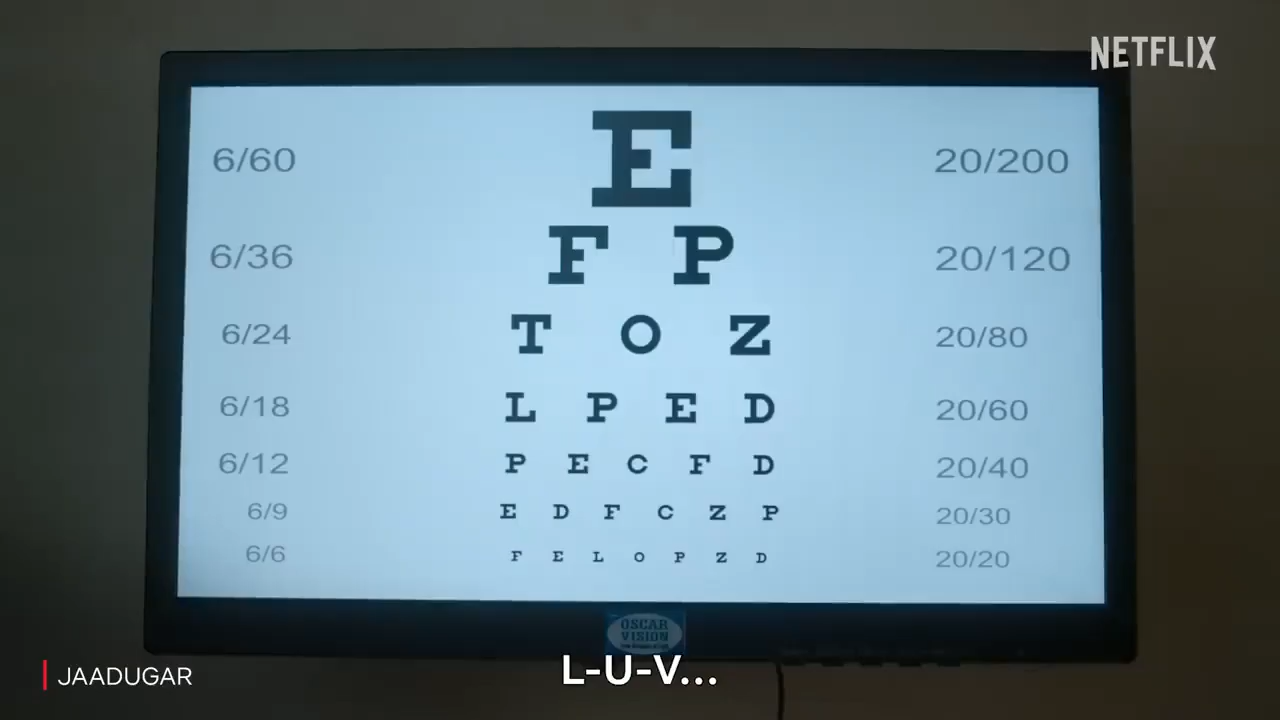 NETFLIX
6/60 E 20/200
6/36 F P 20/120
6/24 T O Z 20/80
6/18 L P E D 20/60
6/12 P E C F D 20/40
6/9 E D F C Z P 20/30
6/6 F E L O P Z D 20/20
OSCAR
VISION
L-U-V...
JAADUGAR